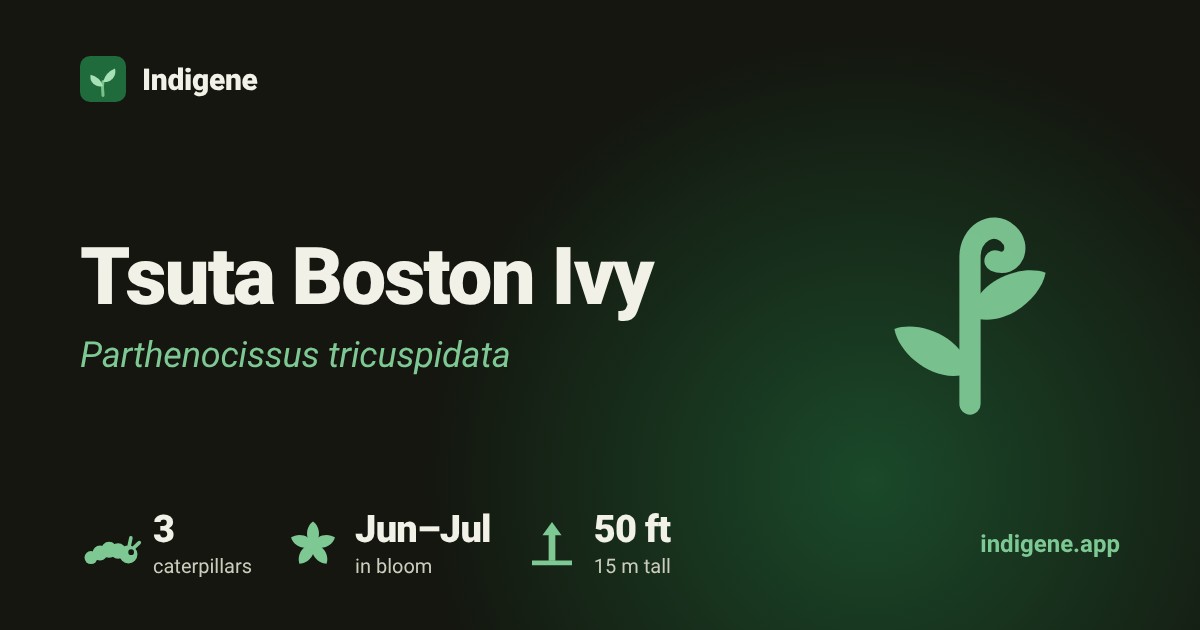 Indigene
Tsuta Boston Ivy
Parthenocissus tricuspidata
3
caterpillars
Jun–Jul
in bloom
50 ft
15 m tall
indigene.app